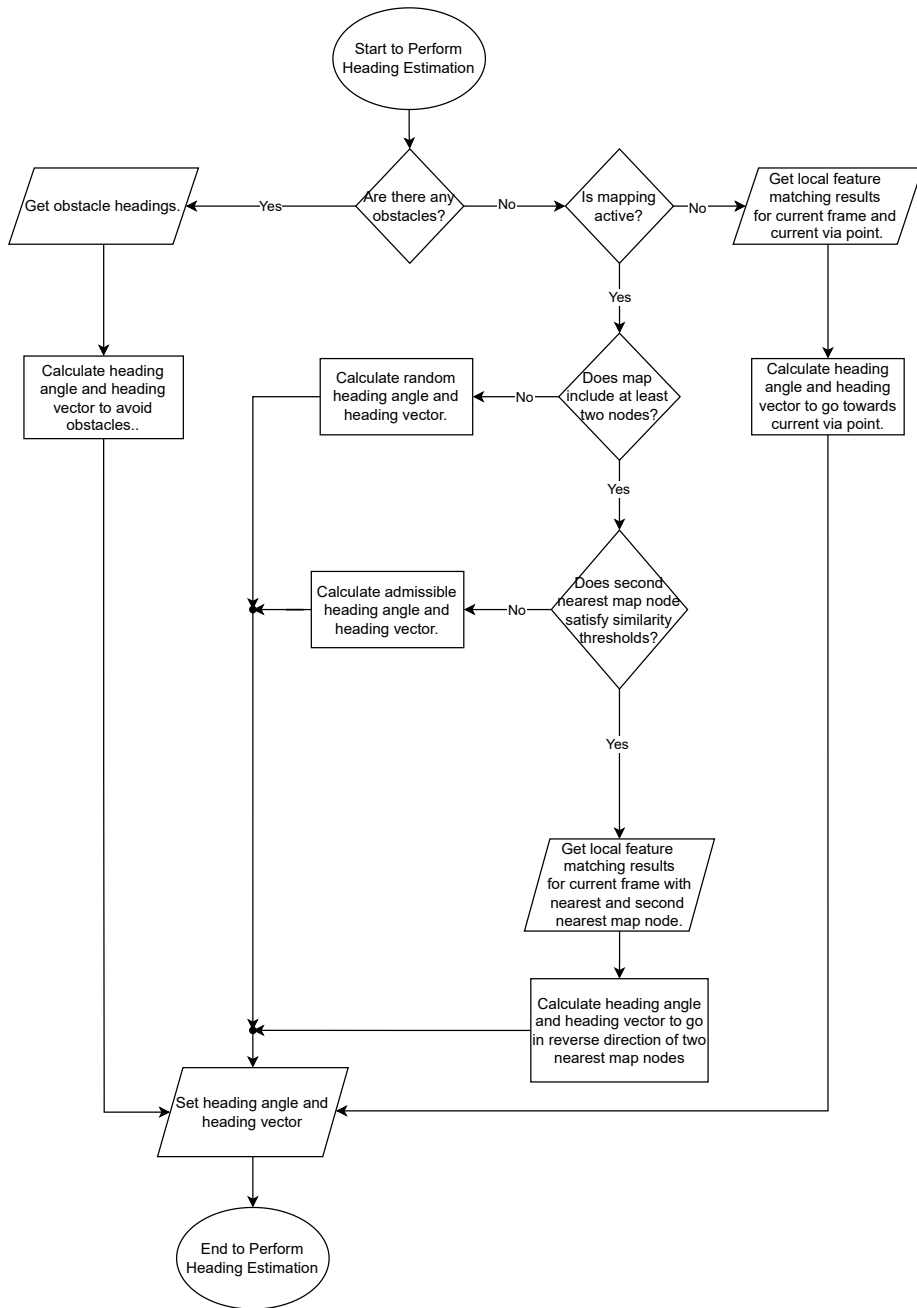 Start to Perform
Heading Estimation
Get obstacle headings.
Yes
Are there any
obstacles?
No
Is mapping
active?
No
Get local feature
matching results
for current frame and
current via point.
Yes
Calculate heading
angle and heading
vector to avoid
obstacles..
Calculate random
heading angle and
heading vector.
No
Does map
include at least
two nodes?
Calculate heading
angle and heading
vector to go towards
current via point.
Yes
Calculate admissible
heading angle and
heading vector.
No
Does second
nearest map node
satisfy similarity
thresholds?
Yes
Get local feature
matching results
for current frame with
nearest and second
nearest map node.
Calculate heading angle
and heading vector to go
in reverse direction of two
nearest map nodes
Set heading angle and
heading vector
End to Perform
Heading Estimation